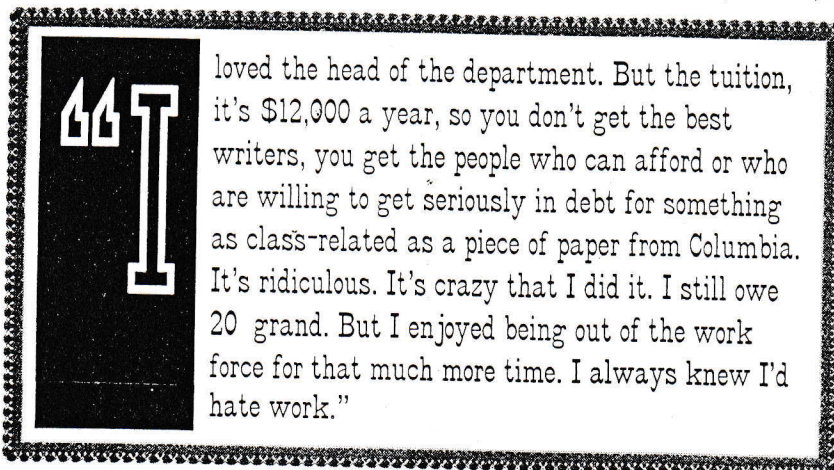 “I loved the head of the department. But the tuition,
it's $12,000 a year, so you don't get the best
writers, you get the people who can afford or who
are willing to get seriously in debt for something
as class-related as a piece of paper from Columbia.
It's ridiculous. It's crazy that I did it. I still owe
20 grand. But I enjoyed being out of the work
force for that much more time. I always knew I'd
hate work.”